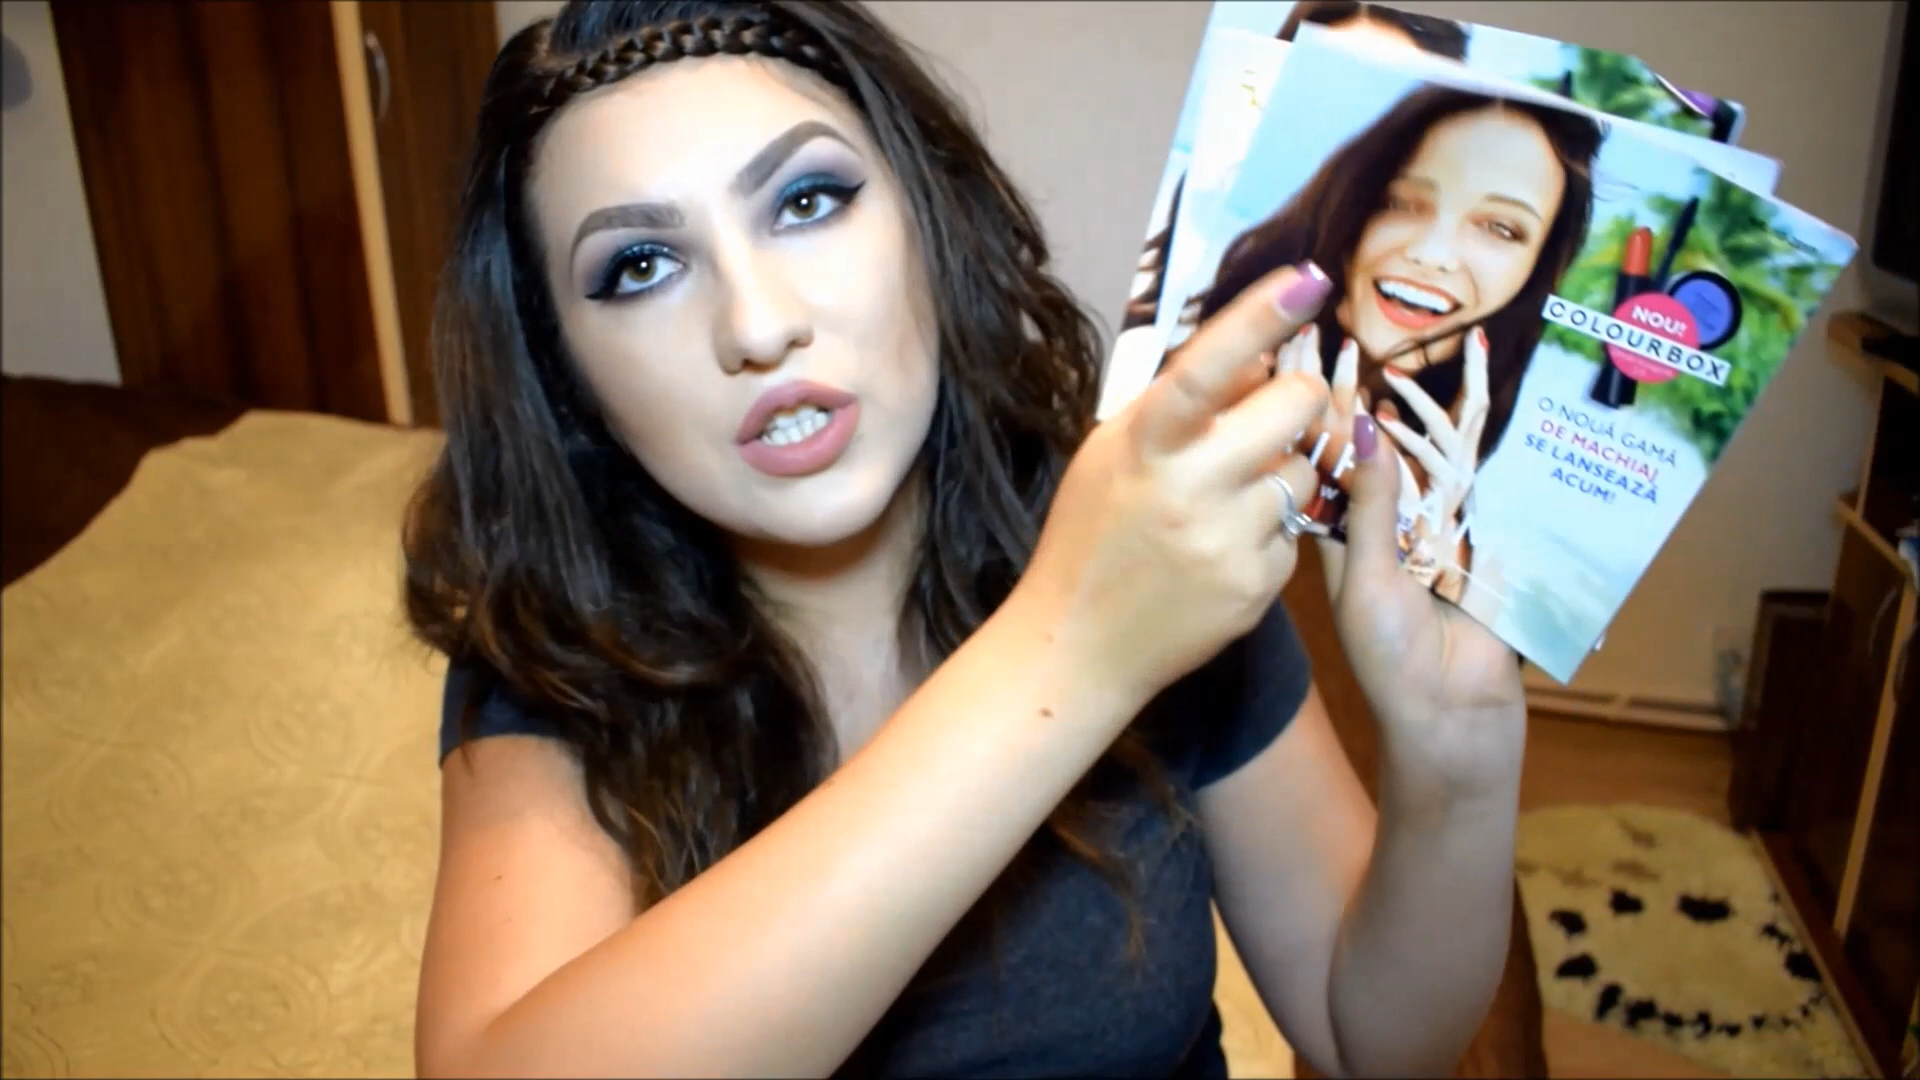 NOU!
COLOURBOX
O NOUĂ GAMĂ
DE MACHIAJ
SE LANSEAZĂ
ACUM!